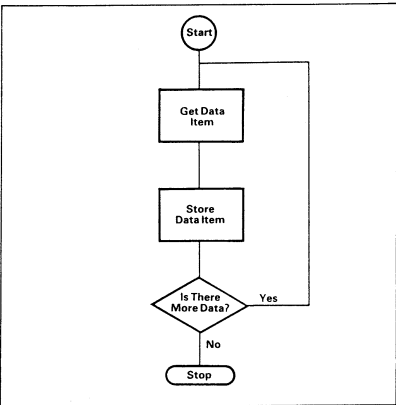 Start
Get Data
Item
Store
Data Item
Is There
More Data?
Yes
No
Stop